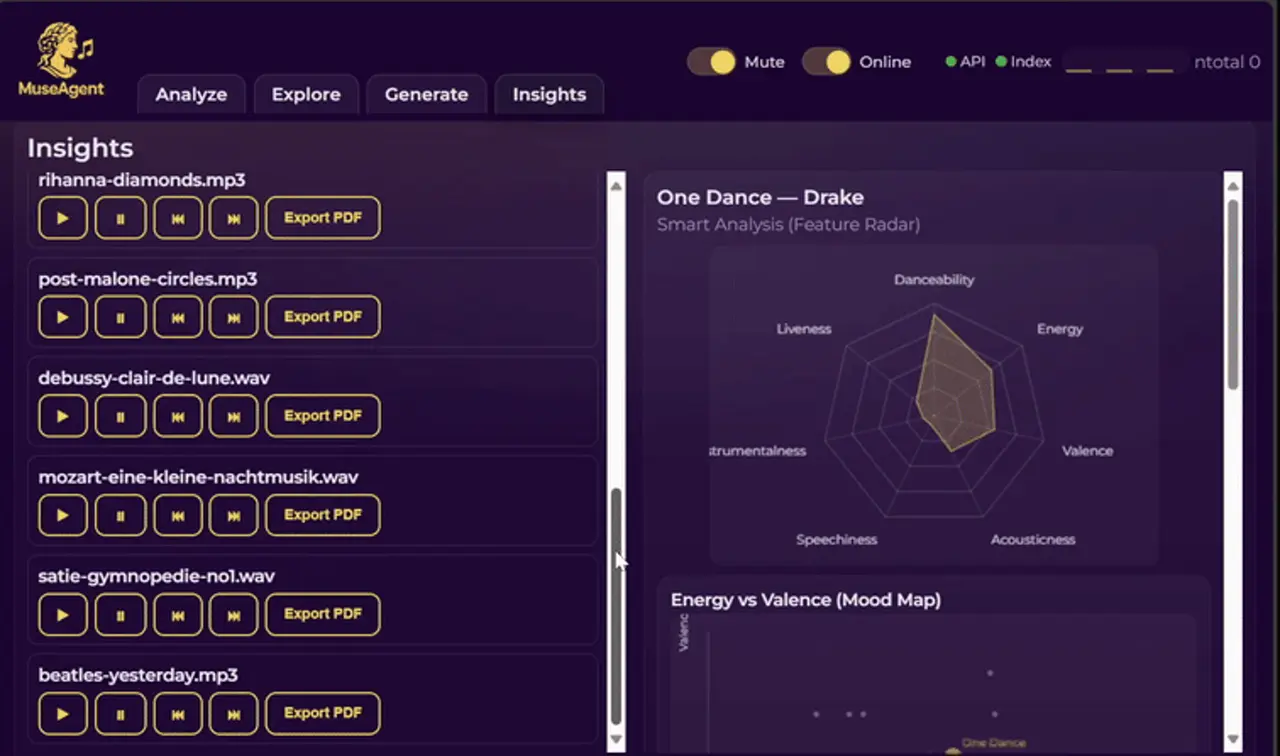 MuseAgent
Analyze
Explore
Generate
Insights
Mute
Online
API
Index
ntotal 0
Insights
rihanna-diamonds.mp3
Export PDF
post-malone-circles.mp3
Export PDF
debussy-clair-de-lune.wav
Export PDF
mozart-eine-kleine-nachtmusik.wav
Export PDF
satie-gymnopedie-no1.wav
Export PDF
beatles-yesterday.mp3
Export PDF
One Dance — Drake
Smart Analysis (Feature Radar)
Danceability
Liveness
Energy
strumentalness
Valence
Speechiness
Acousticness
Energy vs Valence (Mood Map)
Valenc
One Dance